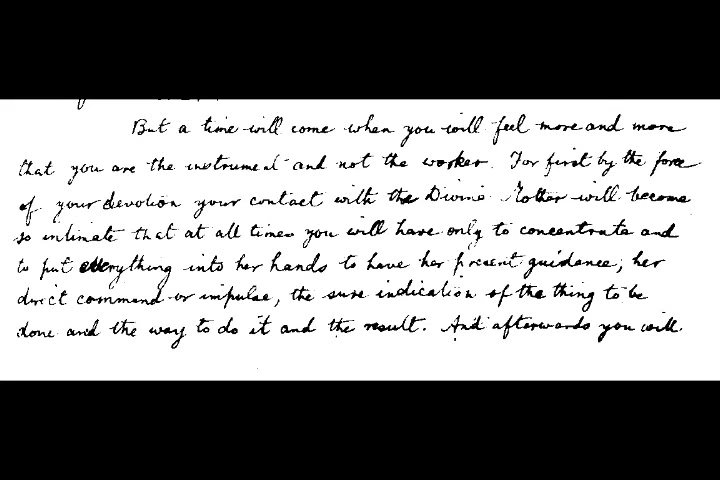 But a time will come when you will feel more and more
that you are the instrument and not the worker. For first by the force
of your devotion your contact with the Divine Mother will become
so intimate that at all times you will have only to concentrate and
to put everything into her hands to have her present guidance, her
direct command or impulse, the sure indication of the thing to be
done and the way to do it and the result. And afterwards you will